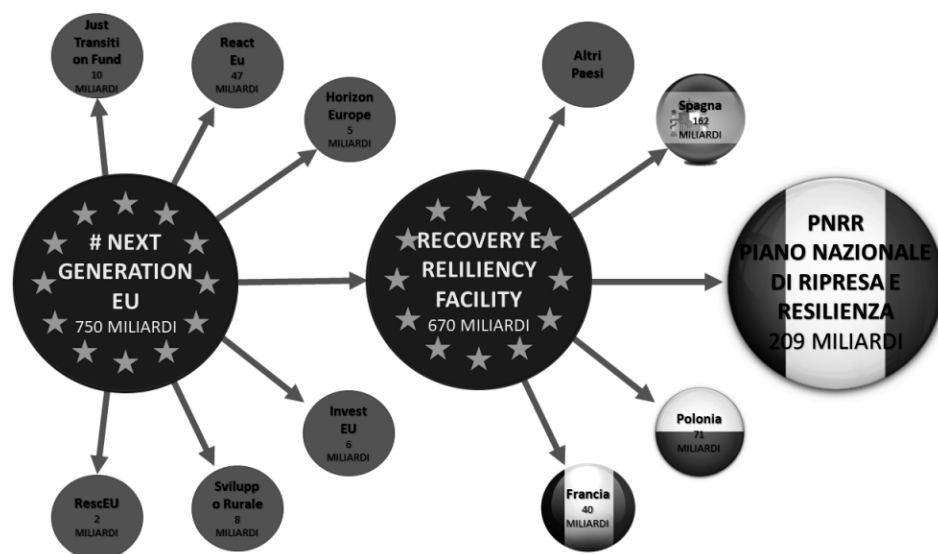 Just
Transiti
on Fund
10
MILIARDI
React
Eu
47
MILIARDI
Horizon
Europe
5
MILIARDI
# NEXT
GENERATION
EU
750 MILIARDI
Invest
EU
6
MILIARDI
Svilupp
o Rurale
8
MILIARDI
RescEU
2
MILIARDI
RECOVERY E
RELILIENCY
FACILITY
670 MILIARDI
Altri
Paesi
Spagna
162
MILIARDI
PNRR
PIANO NAZIONALE
DI RIPRESA E
RESILIENZA
209 MILIARDI
Polonia
71
MILIARDI
Francia
40
MILIARDI